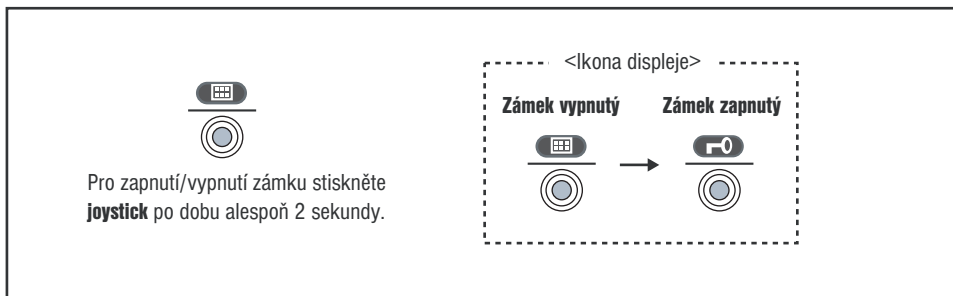 Pro zapnutí/vypnutí zámku stiskněte
joystick po dobu alespoň 2 sekundy.
<Ikona displeje>
Zámek vypnutý
Zámek zapnutý